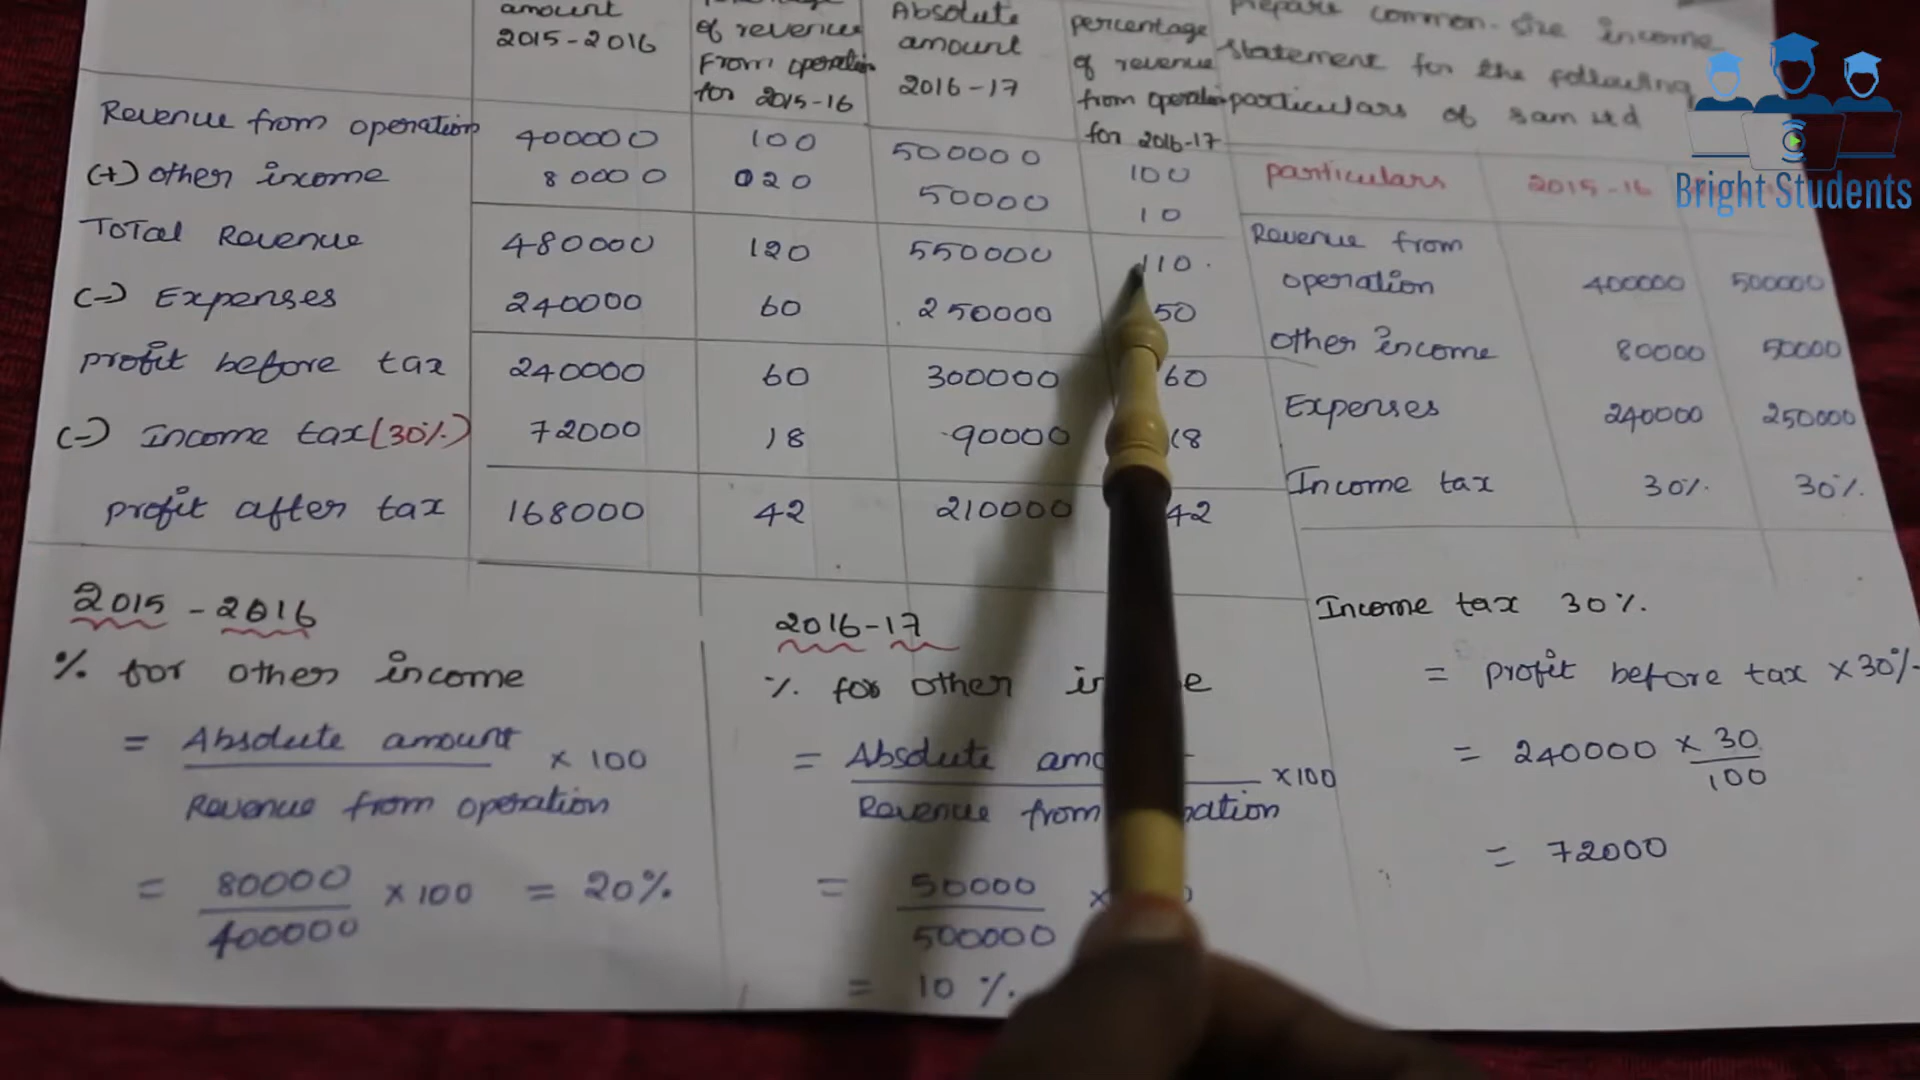 amount
2015-2016
of revenue
From operation
for 2015-16
Absolute
amount
2016-17
percentage
of revenue
from operation
for 2016-17
Revenue from operation 400000 100 500000 100
(+) other income 80000 020 50000 10
Total Revenue 480000 120 550000 110.
(-) Expenses 240000 60 250000 50
profit before tax 240000 60 300000 60
(-) Income tax (30%) 72000 18 90000 18
profit after tax 168000 42 210000 42
2015 - 2016
% for other income
= Absolute amount × 100
Revenue from operation
= 80000 × 100 = 20%
400000
2016-17
% for other
= Absolute × 100
Revenue from
= 50000
500000
= 10 %.
Prepare common-size income
statement for the following
particulars of sam Ltd
particulars 2015-16
Revenue from
operation 400000 500000
Other income 80000 50000
Expenses 240000 250000
Income tax 30% 30%.
Income tax 30%.
= profit before tax × 30%
= 240000 × 30
100
= 72000
Bright Students